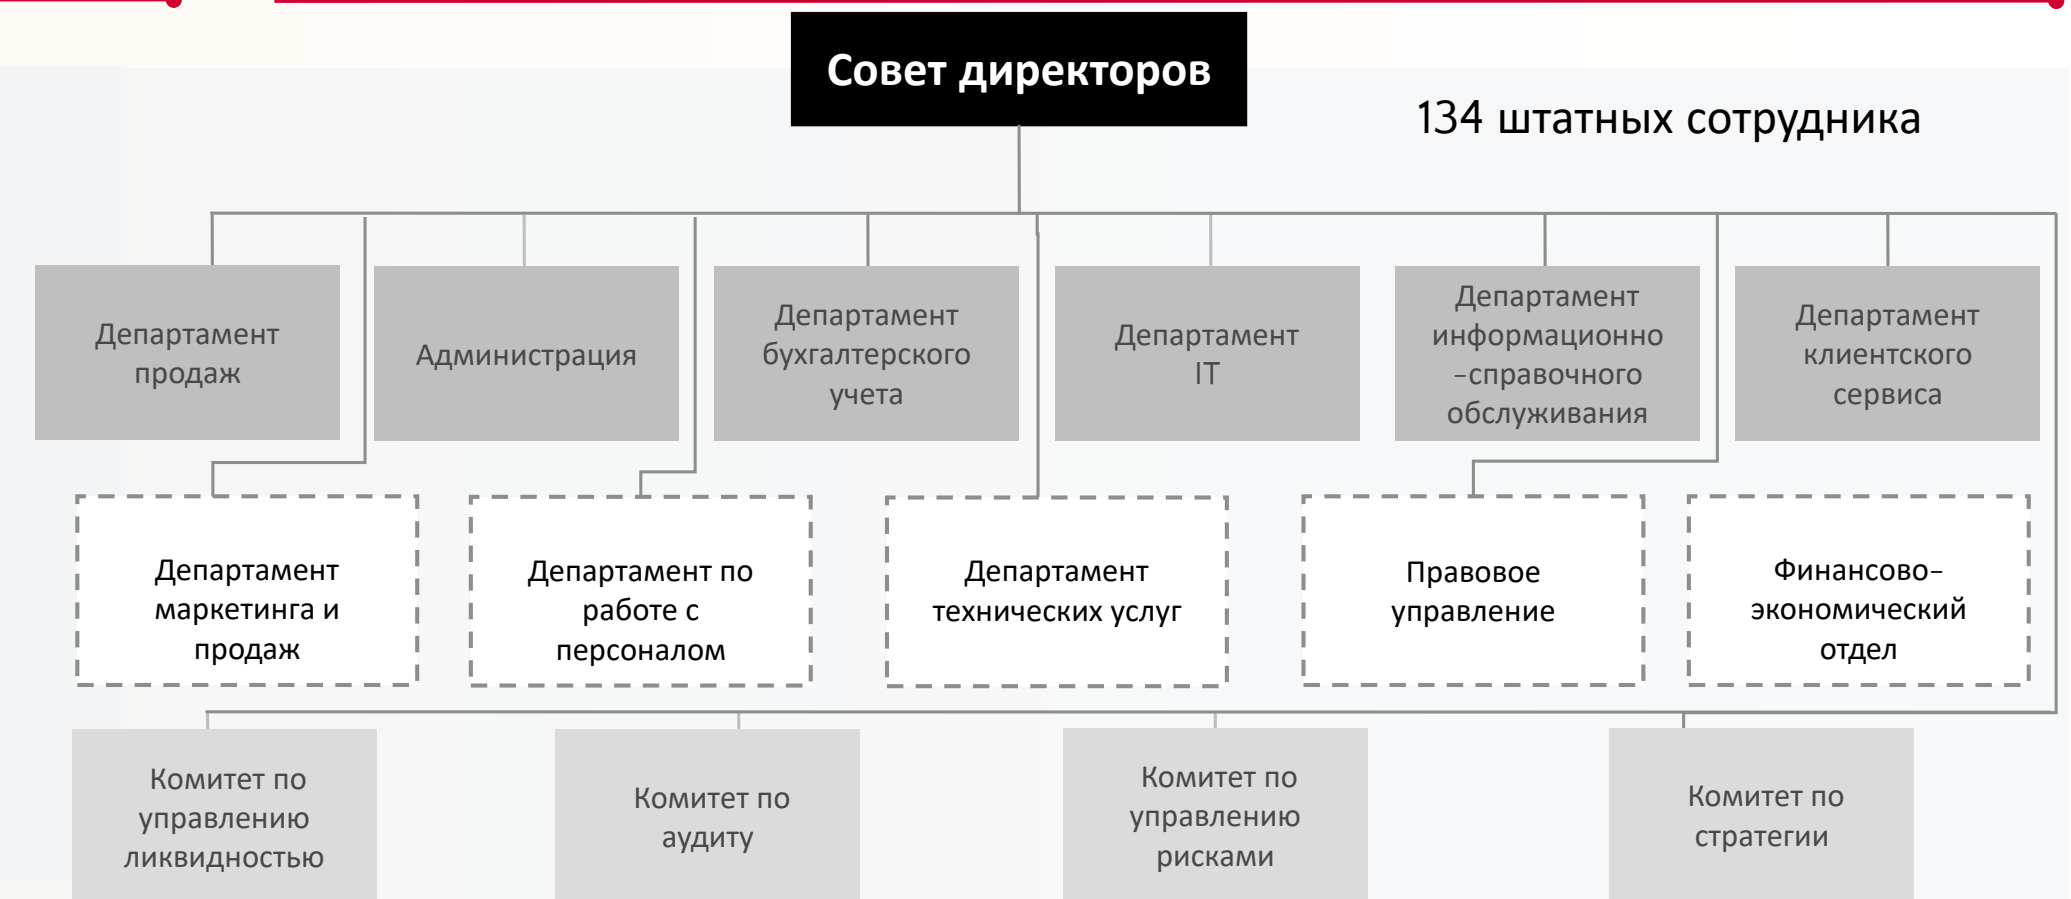 Совет директоров
134 штатных сотрудника
Департамент
продаж
Администрация
Департамент
бухгалтерского
учета
Департамент
IT
Департамент
информационно
-справочного
обслуживания
Департамент
клиентского
сервиса
Департамент
маркетинга и
продаж
Департамент по
работе с
персоналом
Департамент
технических услуг
Правовое
управление
Финансово-
экономический
отдел
Комитет по
управлению
ликвидностью
Комитет по
аудиту
Комитет по
управлению
рисками
Комитет по
стратегии